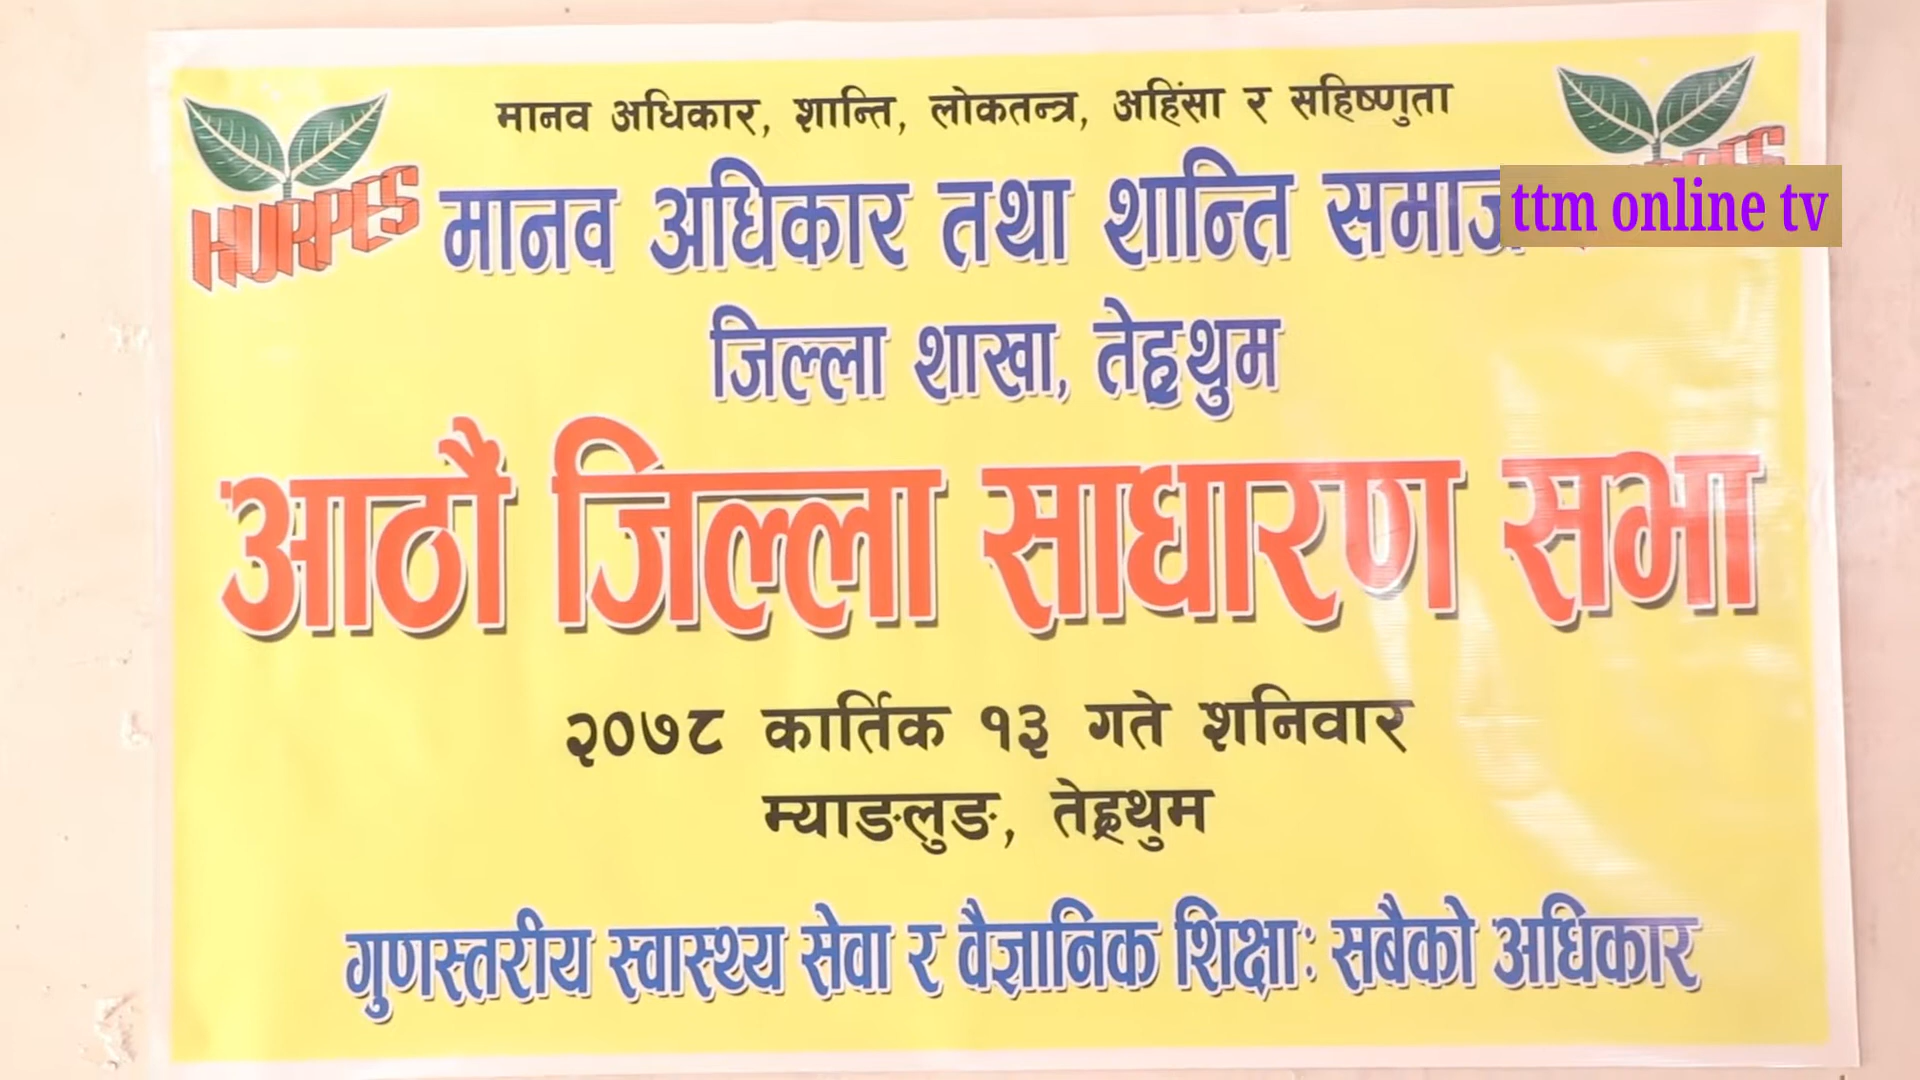 मानव अधिकार, शान्ति, लोकतन्त्र, अहिंसा र सहिष्णुता
HURPES
मानव अधिकार तथा शान्ति समाज
ttm online tv
जिल्ला शाखा, तेह्रथुम
आठौं जिल्ला साधारण सभा
२०७८ कार्तिक १३ गते शनिवार
म्याङलुङ, तेह्रथुम
गुणस्तरीय स्वास्थ्य सेवा र वैज्ञानिक शिक्षाः सबैको अधिकार